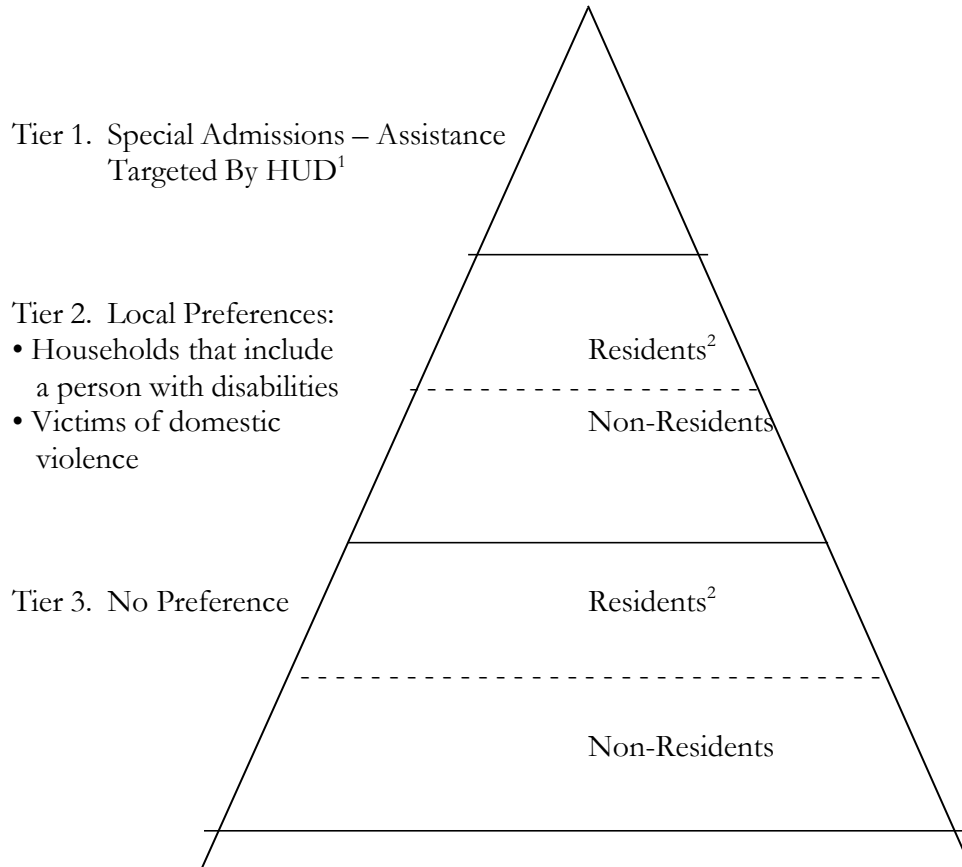 Tier 1. Special Admissions – Assistance
Targeted By HUD¹
Tier 2. Local Preferences:
• Households that include
a person with disabilities
• Victims of domestic
violence
Residents²
Non-Residents
Tier 3. No Preference
Residents²
Non-Residents